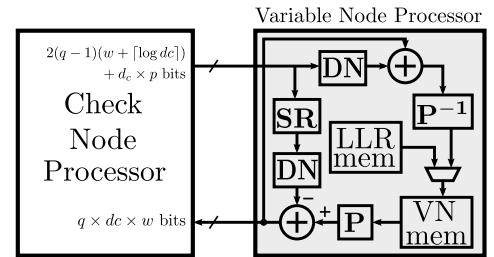 Variable Node Processor
2(q − 1)(w + ⌈log dc⌉)
+ d_c × p bits
Check
Node
Processor
q × dc × w bits
DN
+
P⁻¹
SR
LLR
mem
DN
−
+
+
P
VN
mem